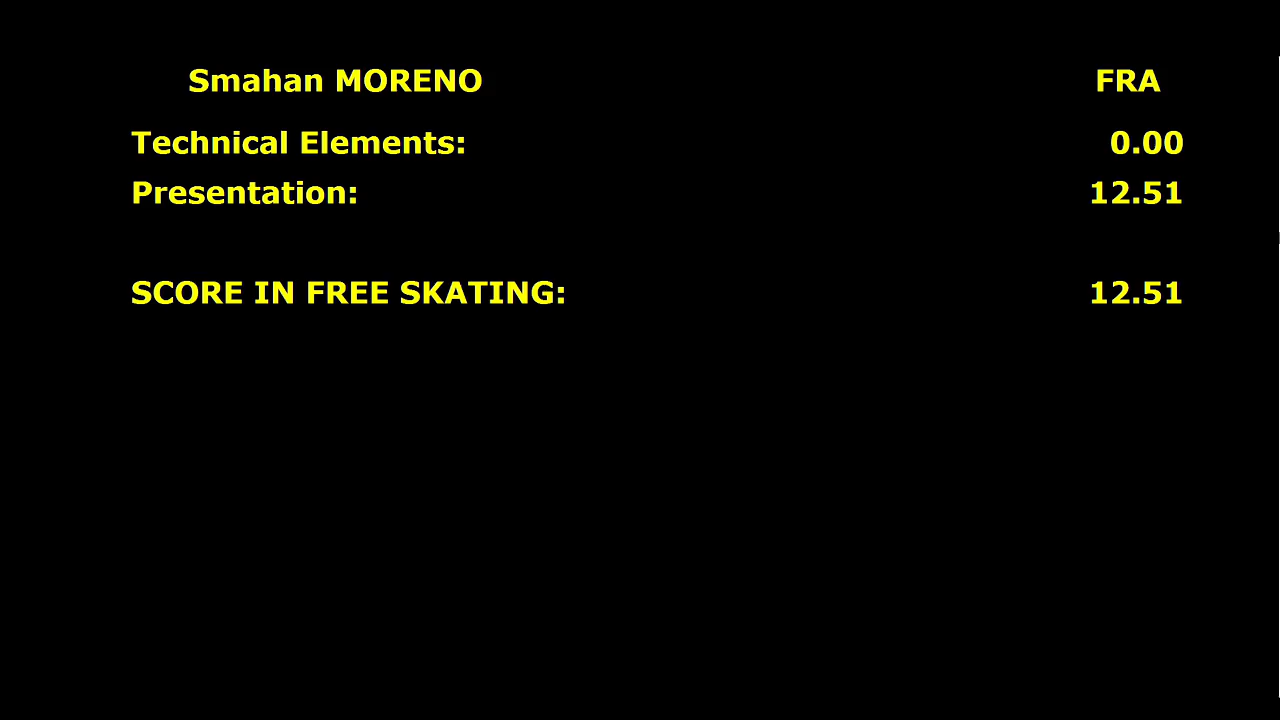 Smahan MORENO FRA
Technical Elements: 0.00
Presentation: 12.51
SCORE IN FREE SKATING: 12.51